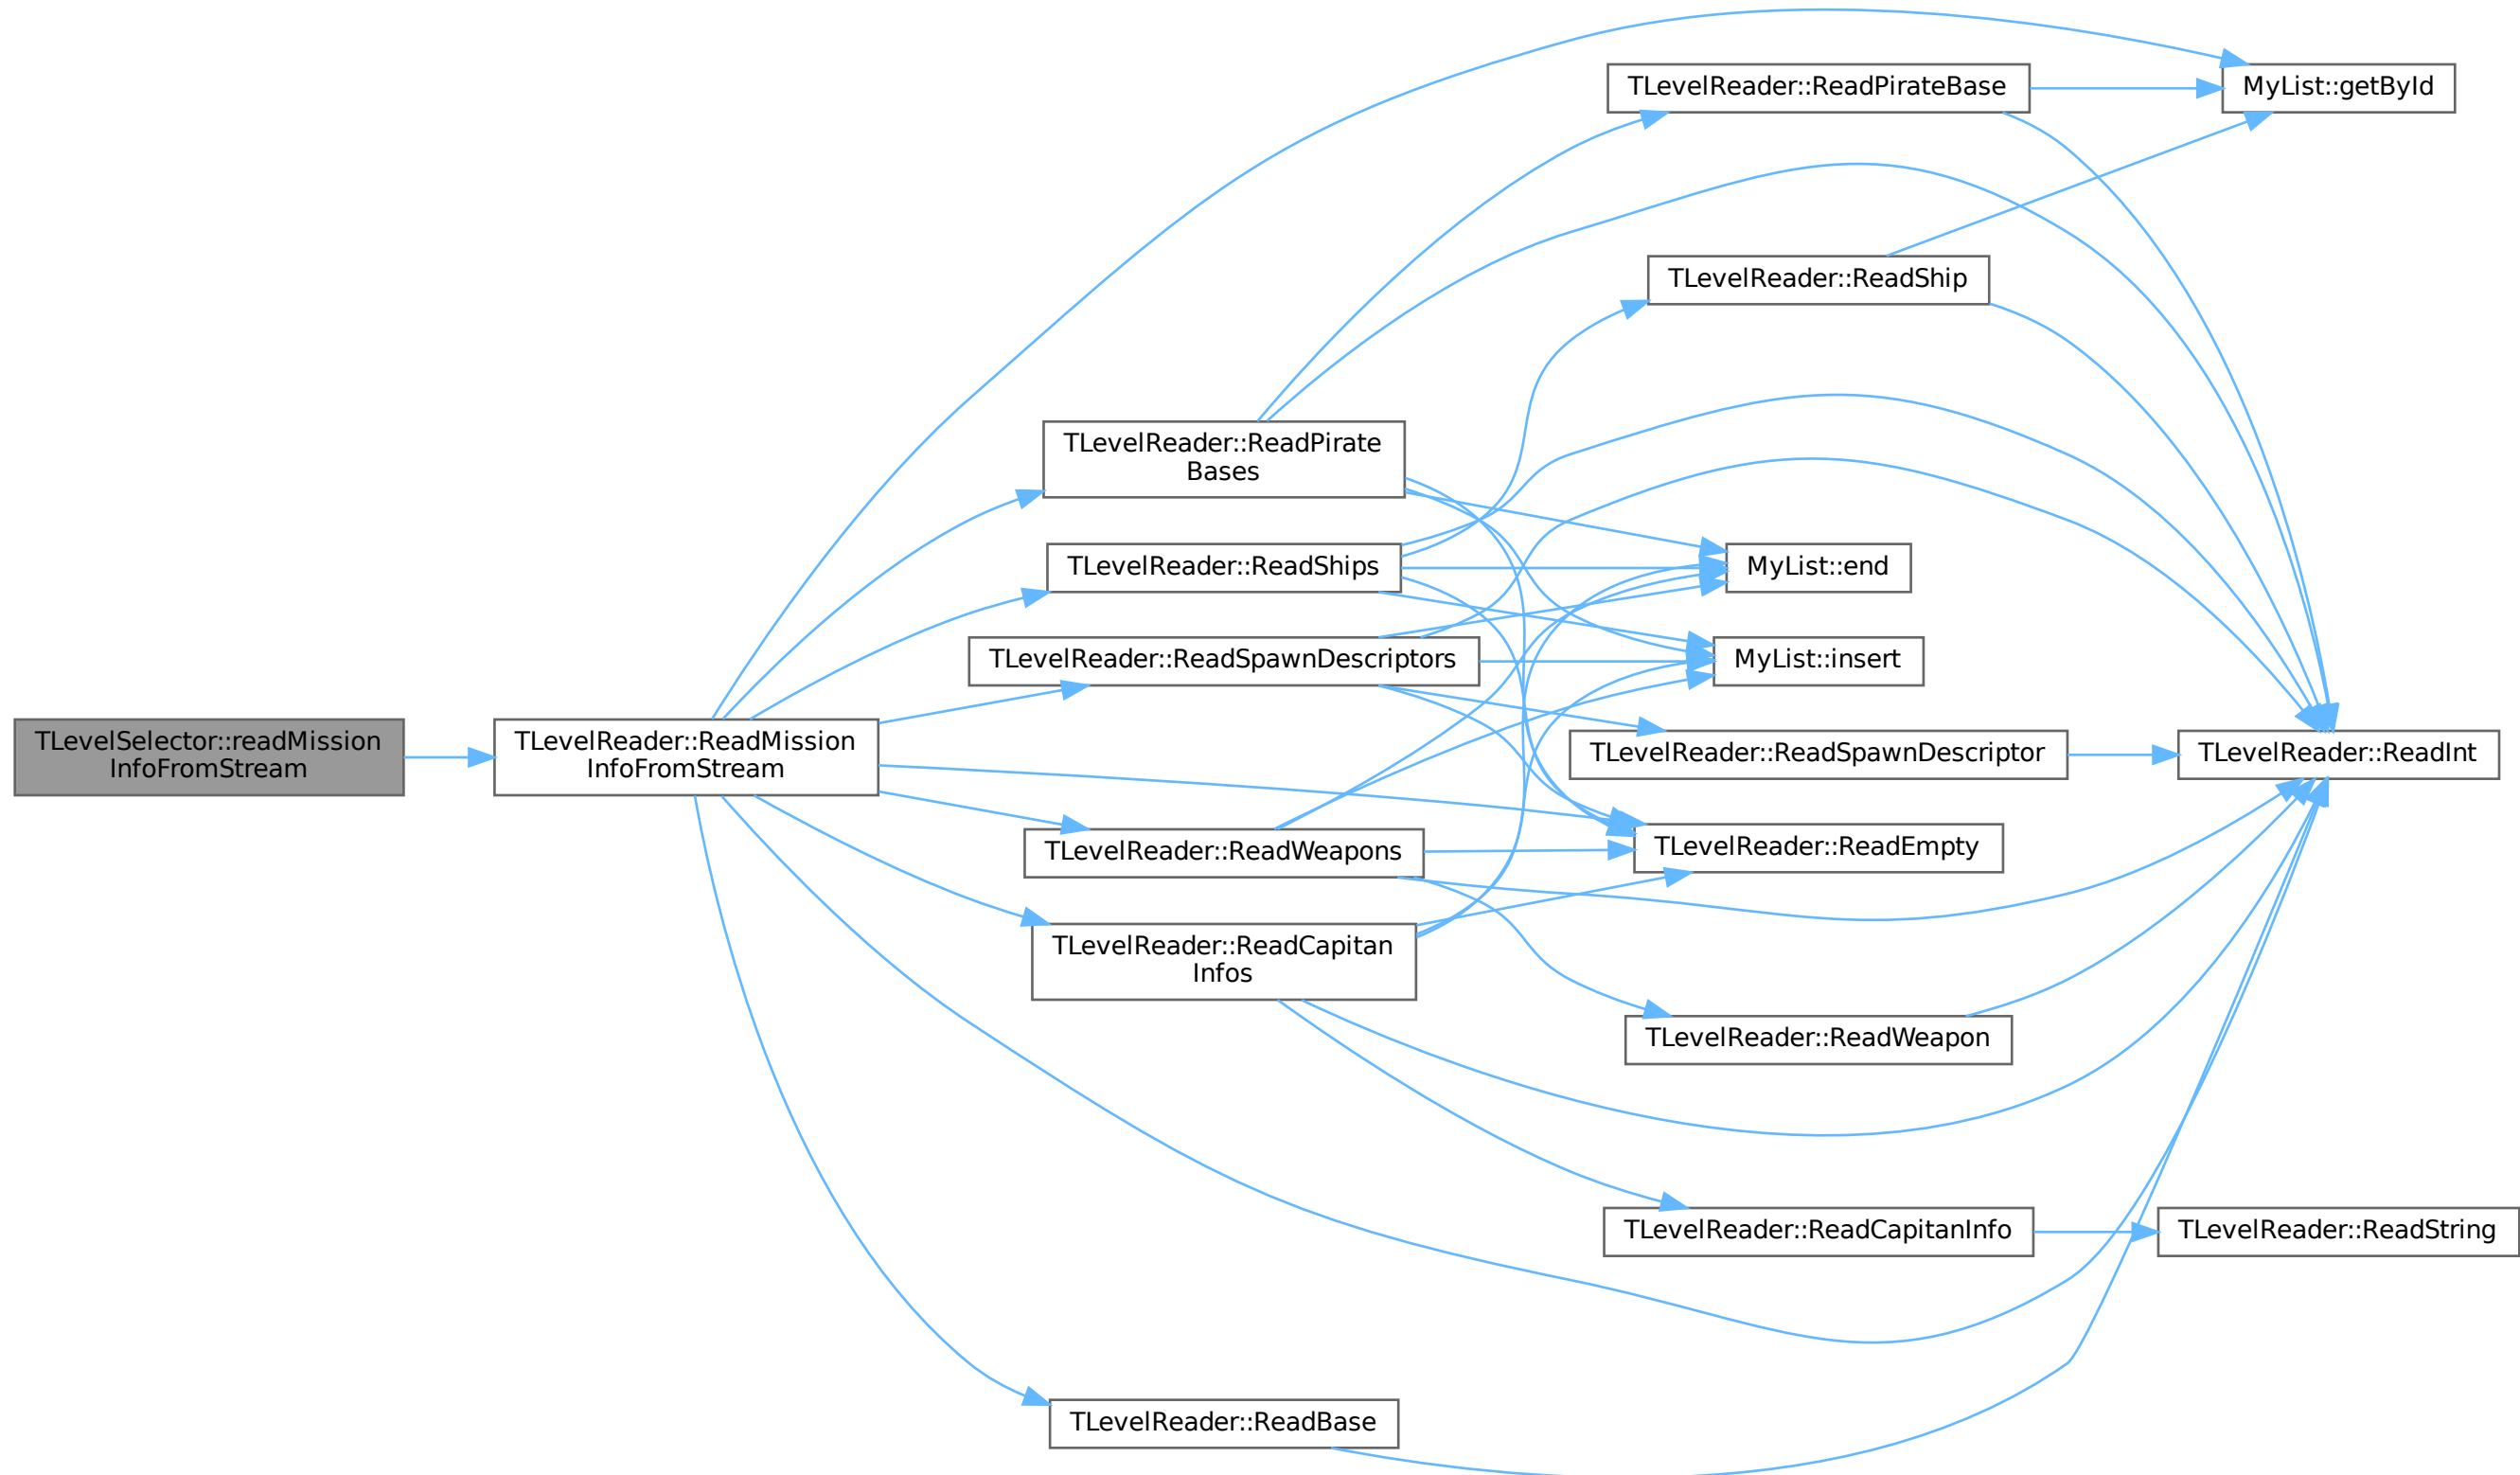 TLevelSelector::readMission
InfoFromStream
TLevelReader::ReadMission
InfoFromStream
TLevelReader::ReadPirate
Bases
TLevelReader::ReadShips
TLevelReader::ReadSpawnDescriptors
TLevelReader::ReadWeapons
TLevelReader::ReadCapitan
Infos
TLevelReader::ReadBase
TLevelReader::ReadPirateBase
TLevelReader::ReadShip
MyList::end
MyList::insert
TLevelReader::ReadSpawnDescriptor
TLevelReader::ReadEmpty
TLevelReader::ReadWeapon
TLevelReader::ReadCapitanInfo
MyList::getById
TLevelReader::ReadInt
TLevelReader::ReadString